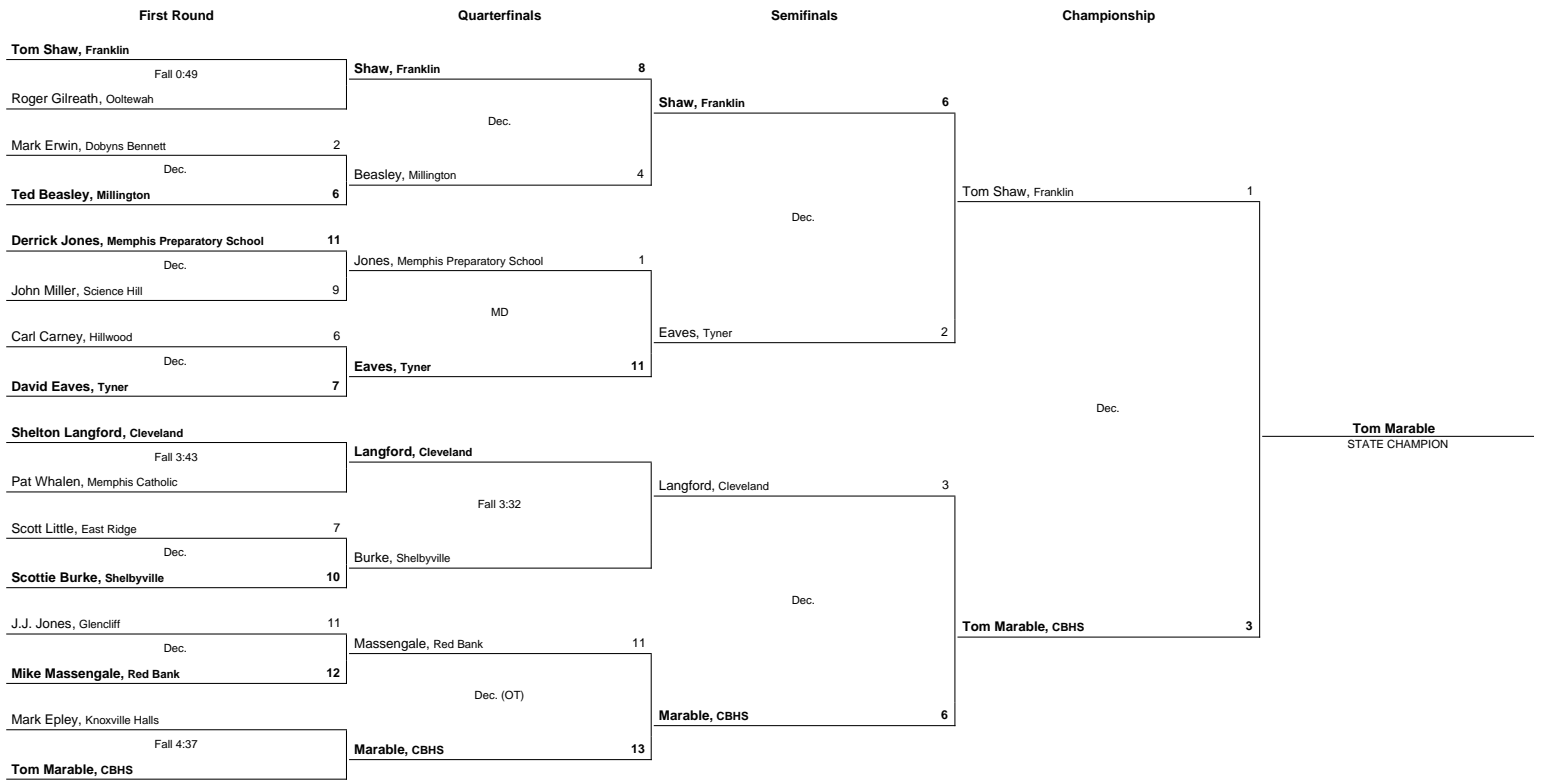 First Round Quarterfinals Semifinals Championship
Tom Shaw, Franklin
Fall 0:49
Roger Gilreath, Ooltewah
Mark Erwin, Dobyns Bennett 2
Dec.
Ted Beasley, Millington 6
Derrick Jones, Memphis Preparatory School 11
Dec.
John Miller, Science Hill 9
Carl Carney, Hillwood 6
Dec.
David Eaves, Tyner 7
Shelton Langford, Cleveland
Fall 3:43
Pat Whalen, Memphis Catholic
Scott Little, East Ridge 7
Dec.
Scottie Burke, Shelbyville 10
J.J. Jones, Glencliff 11
Dec.
Mike Massengale, Red Bank 12
Mark Epley, Knoxville Halls
Fall 4:37
Tom Marable, CBHS
Shaw, Franklin 8
Dec.
Beasley, Millington 4
Jones, Memphis Preparatory School 1
MD
Eaves, Tyner 11
Langford, Cleveland
Fall 3:32
Burke, Shelbyville
Massengale, Red Bank 11
Dec. (OT)
Marable, CBHS 13
Shaw, Franklin 6
Dec.
Eaves, Tyner 2
Langford, Cleveland 3
Dec.
Marable, CBHS 6
Tom Shaw, Franklin 1
Dec.
Tom Marable, CBHS 3
Tom Marable
STATE CHAMPION